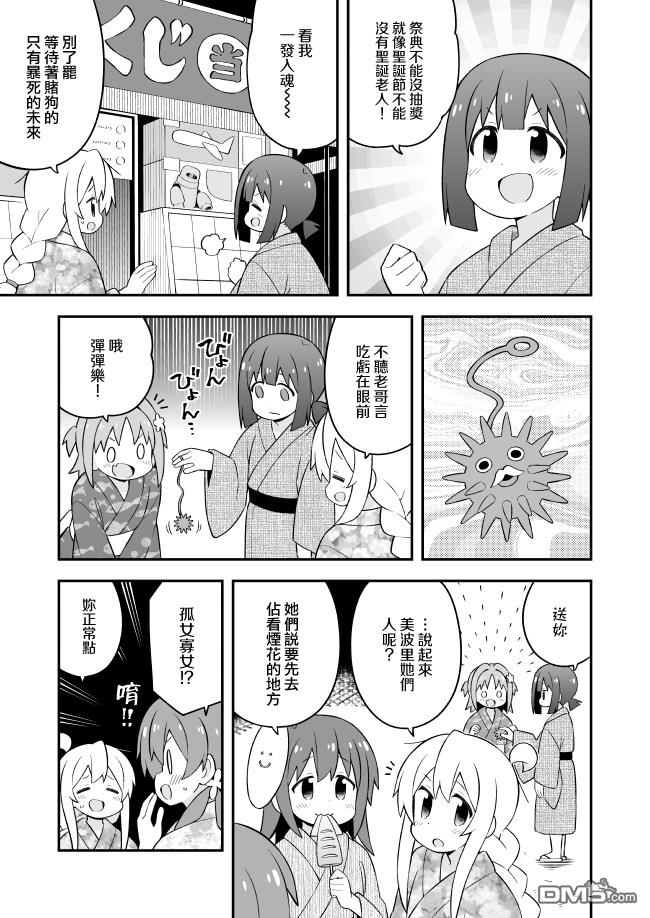 祭典不能沒抽獎
就像聖誕節不能
沒有聖誕老人！
看我
一發入魂～～
くじ
当
別了罷
等待著賭狗的
只有暴死的未來
不聽老哥言
吃虧在眼前
びょん
びょん…
哦
彈彈樂！
送妳
…說起來
美波里她們
人呢？
她們說要先去
佔看煙花的地方
孤女寡女!?
唷!!
妳正常點
DM5.com